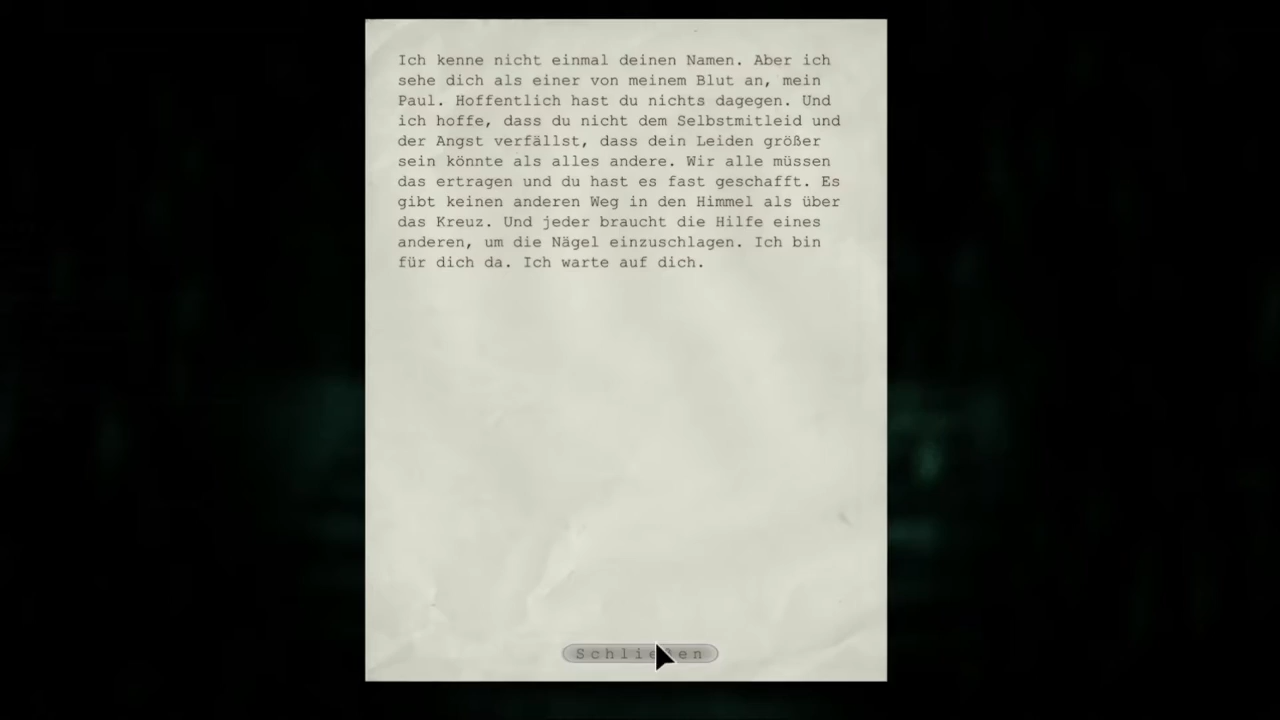 Ich kenne nicht einmal deinen Namen. Aber ich
sehe dich als einer von meinem Blut an, mein
Paul. Hoffentlich hast du nichts dagegen. Und
ich hoffe, dass du nicht dem Selbstmitleid und
der Angst verfällst, dass dein Leiden größer
sein könnte als alles andere. Wir alle müssen
das ertragen und du hast es fast geschafft. Es
gibt keinen anderen Weg in den Himmel als über
das Kreuz. Und jeder braucht die Hilfe eines
anderen, um die Nägel einzuschlagen. Ich bin
für dich da. Ich warte auf dich.
Schließen